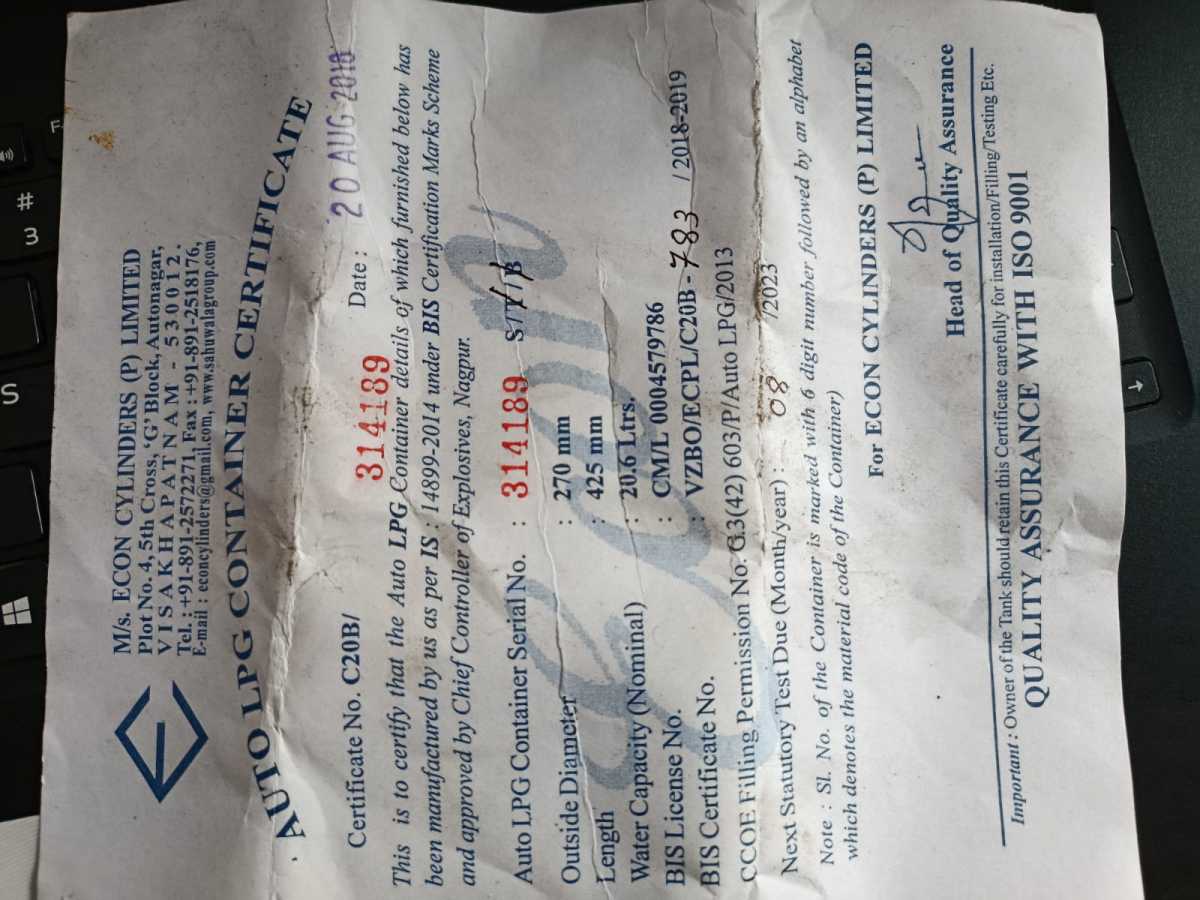 M/s. ECON CYLINDERS (P) LIMITED
Plot No. 4, 5th Cross, 'G' Block, Autonagar,
VISAKHAPATNAM - 530012.
Tel. : +91-891-2572271, Fax : +91-891-2518176,
E-mail : econcylinders@gmail.com, www.sahuwalagroup.com
AUTO LPG CONTAINER CERTIFICATE
Certificate No. C20B/ 314189 Date : 20 AUG 2018
This is to certify that the Auto LPG Container details of which furnished below has
been manufactured by us as per IS : 14899-2014 under BIS Certification Marks Scheme
and approved by Chief Controller of Explosives, Nagpur.
Auto LPG Container Serial No. : 314189 B
Outside Diameter : 270 mm
Length : 425 mm
Water Capacity (Nominal) : 20.6 Ltrs.
BIS License No. : CM/L 0004579786
BIS Certificate No. : VZBO/ECPL/C20B - 783 / 2018-2019
CCOE Filling Permission No: G.3(42) 603/P/Auto LPG/2013
Next Statutory Test Due (Month/year) : 08 /2023
Note : Sl. No. of the Container is marked with 6 digit number followed by an alphabet
which denotes the material code of the Container)
For ECON CYLINDERS (P) LIMITED
Head of Quality Assurance
Important : Owner of the Tank should retain this Certificate carefully for installation/Filling/Testing Etc.
QUALITY ASSURANCE WITH ISO 9001
Econ
#
3
S
F